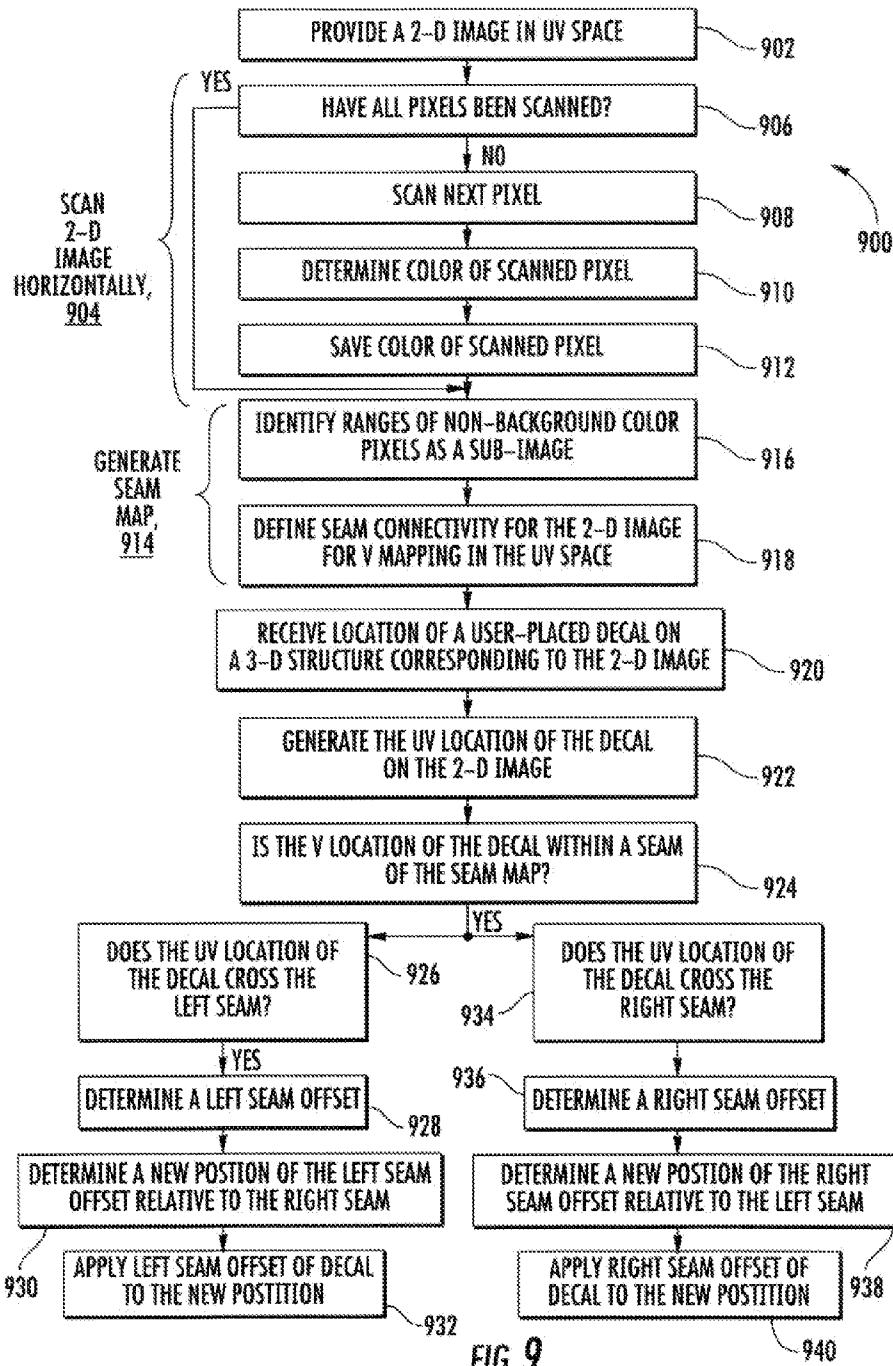 PROVIDE A 2-D IMAGE IN UV SPACE
902
YES
HAVE ALL PIXELS BEEN SCANNED?
906
NO
SCAN NEXT PIXEL
908
SCAN
2-D
IMAGE
HORIZONTALLY,
904
900
DETERMINE COLOR OF SCANNED PIXEL
910
SAVE COLOR OF SCANNED PIXEL
912
GENERATE
SEAM
MAP,
914
IDENTIFY RANGES OF NON-BACKGROUND COLOR
PIXELS AS A SUB-IMAGE
916
DEFINE SEAM CONNECTIVITY FOR THE 2-D IMAGE
FOR V MAPPING IN THE UV SPACE
918
RECEIVE LOCATION OF A USER-PLACED DECAL ON
A 3-D STRUCTURE CORRESPONDING TO THE 2-D IMAGE
920
GENERATE THE UV LOCATION OF THE DECAL
ON THE 2-D IMAGE
922
IS THE V LOCATION OF THE DECAL WITHIN A SEAM
OF THE SEAM MAP?
924
YES
DOES THE UV LOCATION OF
THE DECAL CROSS THE
LEFT SEAM?
926
YES
DETERMINE A LEFT SEAM OFFSET
928
DETERMINE A NEW POSTION OF THE LEFT SEAM
OFFSET RELATIVE TO THE RIGHT SEAM
930
APPLY LEFT SEAM OFFSET OF DECAL
TO THE NEW POSTITION
932
DOES THE UV LOCATION OF
THE DECAL CROSS THE
RIGHT SEAM?
934
936
DETERMINE A RIGHT SEAM OFFSET
DETERMINE A NEW POSTION OF THE RIGHT
SEAM OFFSET RELATIVE TO THE LEFT SEAM
938
APPLY RIGHT SEAM OFFSET OF
DECAL TO THE NEW POSTITION
940
FIG. 9